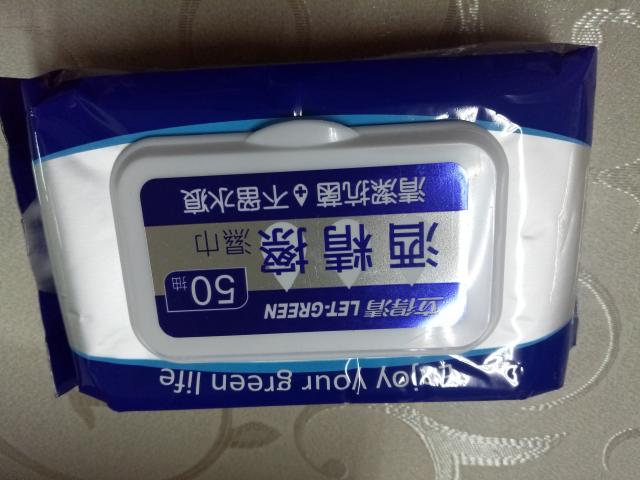 Enjoy your green life
立得清 LET-GREEN
50抽
酒精擦
濕巾
清潔抗菌 不留水痕